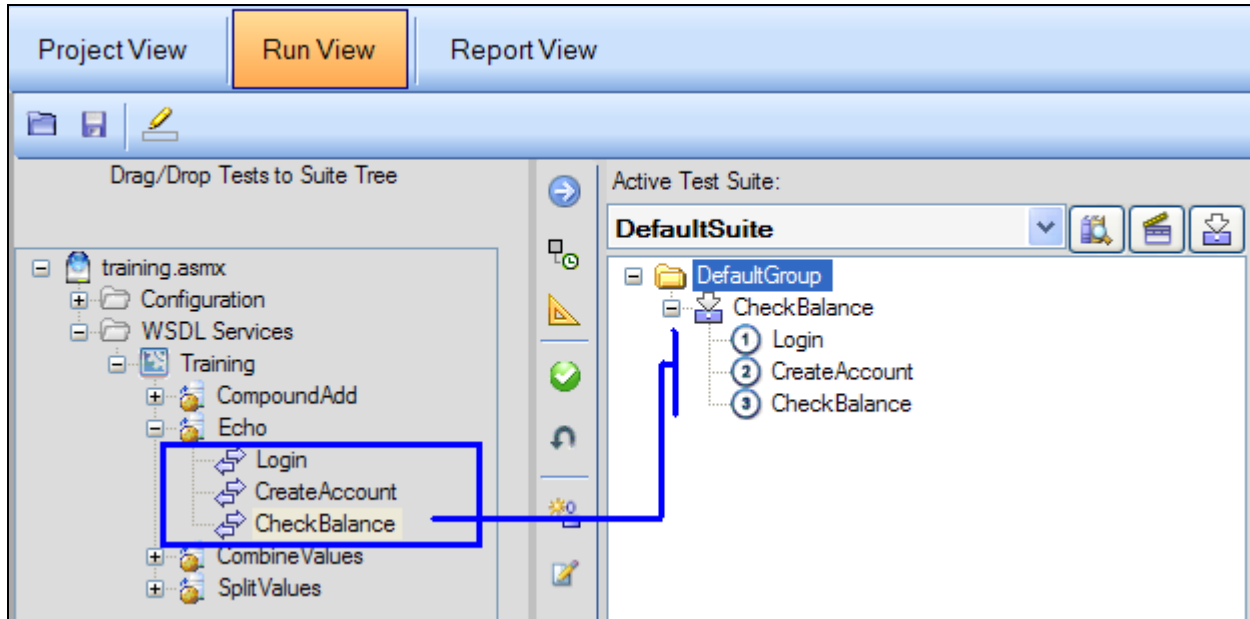 Project View
Run View
Report View
Drag/Drop Tests to Suite Tree
training.asmx
Configuration
WSDL Services
Training
CompoundAdd
Echo
Login
CreateAccount
CheckBalance
CombineValues
SplitValues
Active Test Suite:
DefaultSuite
DefaultGroup
CheckBalance
1 Login
2 CreateAccount
3 CheckBalance